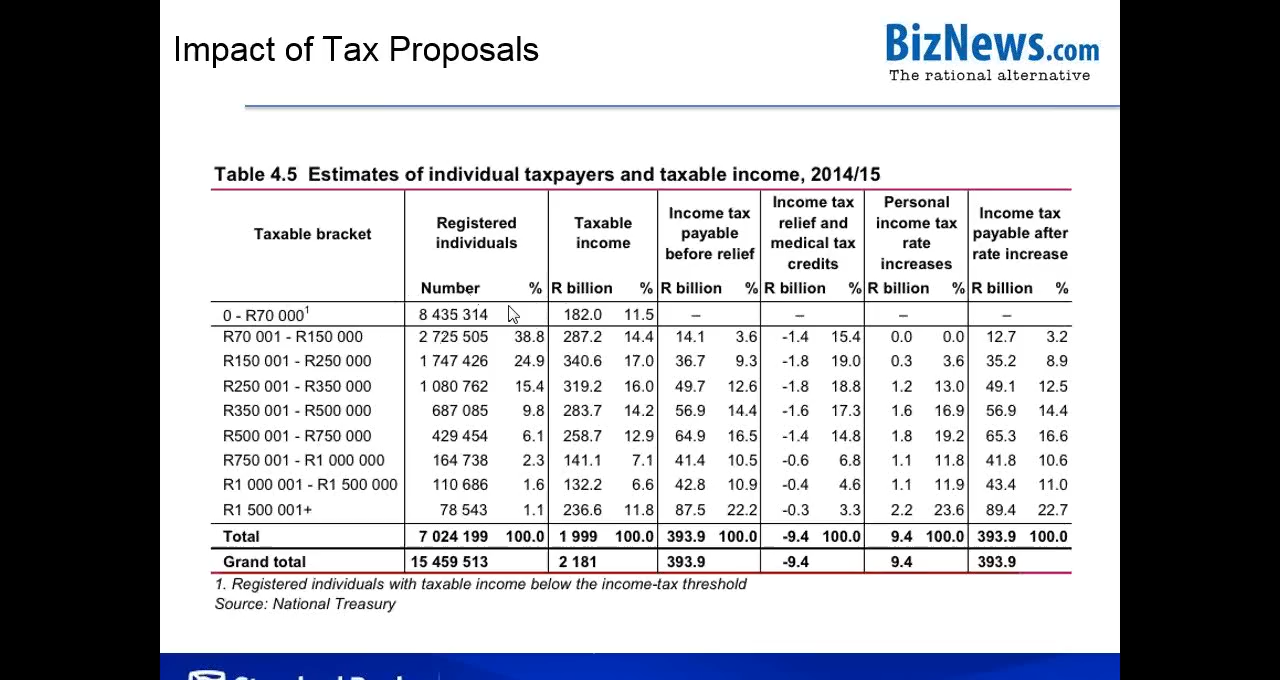 Impact of Tax Proposals
BizNews.com
The rational alternative
Table 4.5 Estimates of individual taxpayers and taxable income, 2014/15
Taxable bracket | Registered individuals | Taxable income | Income tax payable before relief | Income tax relief and medical tax credits | Personal income tax rate increases | Income tax payable after rate increase
Number % R billion % R billion % R billion % R billion % R billion %
0 - R70 000¹ 8 435 314 182.0 11.5 – – – –
R70 001 - R150 000 2 725 505 38.8 287.2 14.4 14.1 3.6 -1.4 15.4 0.0 0.0 12.7 3.2
R150 001 - R250 000 1 747 426 24.9 340.6 17.0 36.7 9.3 -1.8 19.0 0.3 3.6 35.2 8.9
R250 001 - R350 000 1 080 762 15.4 319.2 16.0 49.7 12.6 -1.8 18.8 1.2 13.0 49.1 12.5
R350 001 - R500 000 687 085 9.8 283.7 14.2 56.9 14.4 -1.6 17.3 1.6 16.9 56.9 14.4
R500 001 - R750 000 429 454 6.1 258.7 12.9 64.9 16.5 -1.4 14.8 1.8 19.2 65.3 16.6
R750 001 - R1 000 000 164 738 2.3 141.1 7.1 41.4 10.5 -0.6 6.8 1.1 11.8 41.8 10.6
R1 000 001 - R1 500 000 110 686 1.6 132.2 6.6 42.8 10.9 -0.4 4.6 1.1 11.9 43.4 11.0
R1 500 001+ 78 543 1.1 236.6 11.8 87.5 22.2 -0.3 3.3 2.2 23.6 89.4 22.7
Total 7 024 199 100.0 1 999 100.0 393.9 100.0 -9.4 100.0 9.4 100.0 393.9 100.0
Grand total 15 459 513 2 181 393.9 -9.4 9.4 393.9
1. Registered individuals with taxable income below the income-tax threshold
Source: National Treasury